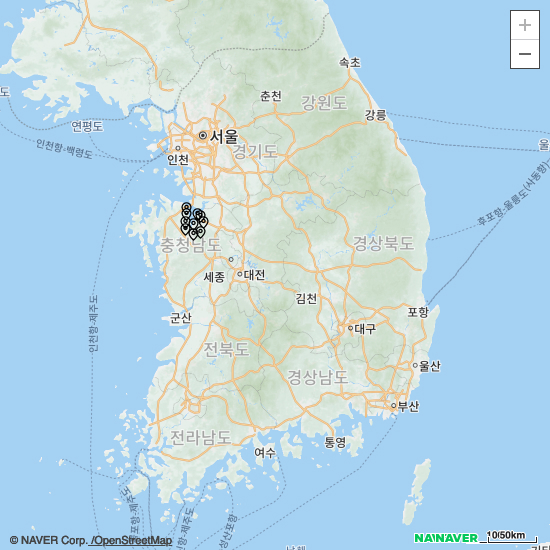 속초
춘천
강원도
강릉
도
연평도
서울
인천항-백령도
인천
경기도
울
후포항-울릉도(사동항)
충청남도
경상북도
세종
대전
김천
인천항-제주도
군산
포항
전북도
대구
경상남도
울산
부산
전라남도
통영
여수
성산포항
© NAVER Corp. /OpenStreetMap
NAVER
10/50km